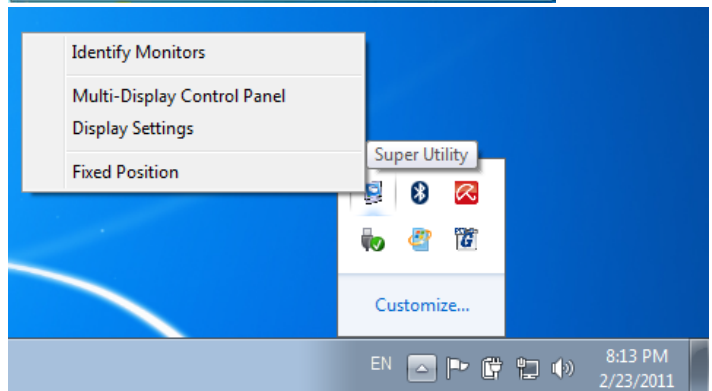 Identify Monitors
Multi-Display Control Panel
Display Settings
Fixed Position
Super Utility
G
Customize...
EN
8:13 PM
2/23/2011